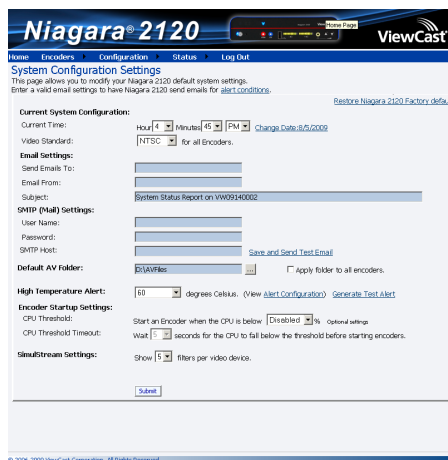 Niagara® 2120
Home Page
ViewCast
Home Encoders Configuration Status Log Out
System Configuration Settings
This page allows you to modify your Niagara 2120 default system settings.
Enter a valid email settings to have Niagara 2120 send emails for alert conditions.
Restore Niagara 2120 Factory defau
Current System Configuration:
Current Time: Hour 4 Minutes 45 PM Change Date:8/5/2009
Video Standard: NTSC for all Encoders.
Email Settings:
Send Emails To:
Email From:
Subject: System Status Report on VW09140002
SMTP (Mail) Settings:
User Name:
Password:
SMTP Host: Save and Send Test Email
Default AV Folder: D:\AVFiles ... Apply folder to all encoders.
High Temperature Alert: 60 degrees Celsius. (View Alert Configuration) Generate Test Alert
Encoder Startup Settings:
CPU Threshold: Start an Encoder when the CPU is below Disabled % Optional settings
CPU Threshold Timeout: Wait 5 seconds for the CPU to fall below the threshold before starting encoders.
SimulStream Settings: Show 5 filters per video device.
Submit
© 2006-2009 ViewCast Corporation. All Rights Reserved.